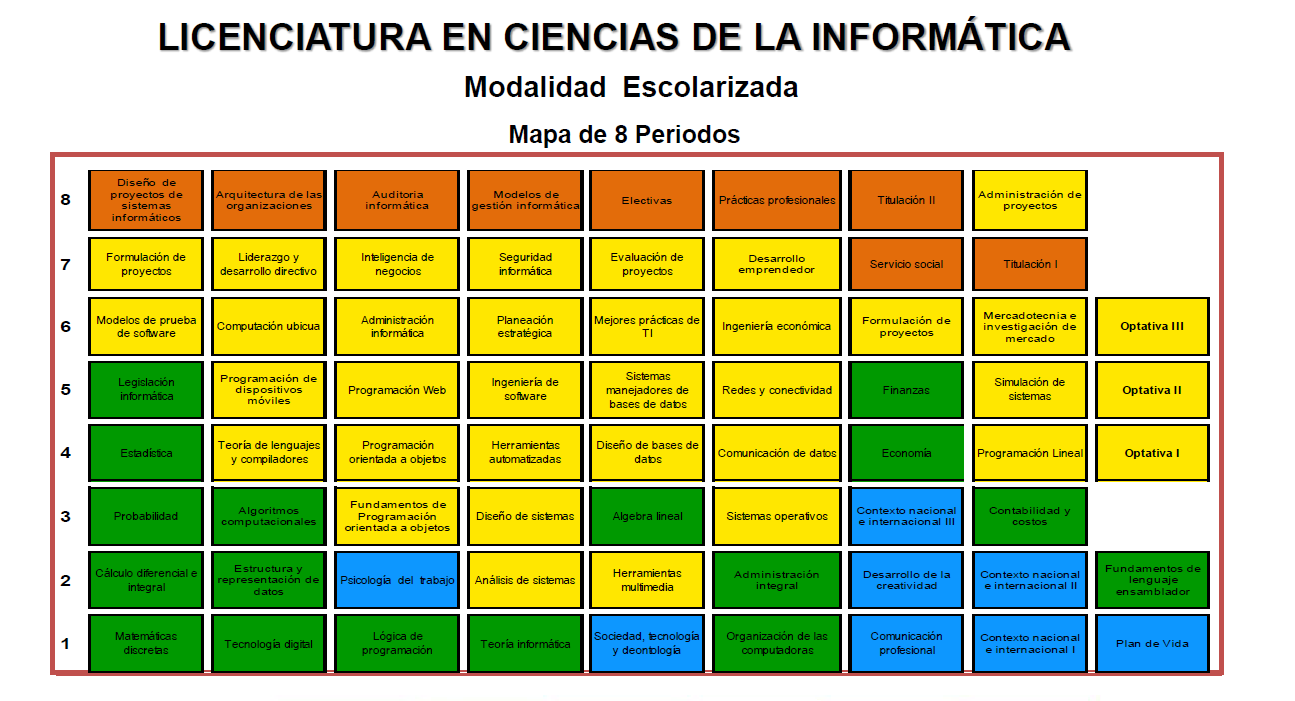 LICENCIATURA EN CIENCIAS DE LA INFORMÁTICA
Modalidad Escolarizada
Mapa de 8 Periodos
8
Diseño de
proyectos de
sistemas
informáticos
Arquitectura de las
organizaciones
Auditoria
informática
Modelos de
gestión informática
Electivas
Prácticas profesionales
Titulación II
Administración de
proyectos
7
Formulación de
proyectos
Liderazgo y
desarrollo directivo
Inteligencia de
negocios
Seguridad
informática
Evaluación de
proyectos
Desarrollo
emprendedor
Servicio social
Titulación I
6
Modelos de prueba
de software
Computación ubicua
Administración
informática
Planeación
estratégica
Mejores prácticas de
TI
Ingeniería económica
Formulación de
proyectos
Mercadotecnia e
investigación de
mercado
Optativa III
5
Legislación
informática
Programación de
dispositivos
móviles
Programación Web
Ingeniería de
software
Sistemas
manejadores de
bases de datos
Redes y conectividad
Finanzas
Simulación de
sistemas
Optativa II
4
Estadística
Teoría de lenguajes
y compiladores
Programación
orientada a objetos
Herramientas
automatizadas
Diseño de bases de
datos
Comunicación de datos
Economía
Programación Lineal
Optativa I
3
Probabilidad
Algoritmos
computacionales
Fundamentos de
Programación
orientada a objetos
Diseño de sistemas
Algebra lineal
Sistemas operativos
Contexto nacional
e internacional III
Contabilidad y
costos
2
Cálculo diferencial e
integral
Estructura y
representación de
datos
Psicología del trabajo
Análisis de sistemas
Herramientas
multimedia
Administración
integral
Desarrollo de la
creatividad
Contexto nacional
e internacional II
Fundamentos de
lenguaje
ensamblador
1
Matemáticas
discretas
Tecnología digital
Lógica de
programación
Teoría informática
Sociedad, tecnología
y deontología
Organización de las
computadoras
Comunicación
profesional
Contexto nacional
e internacional I
Plan de Vida